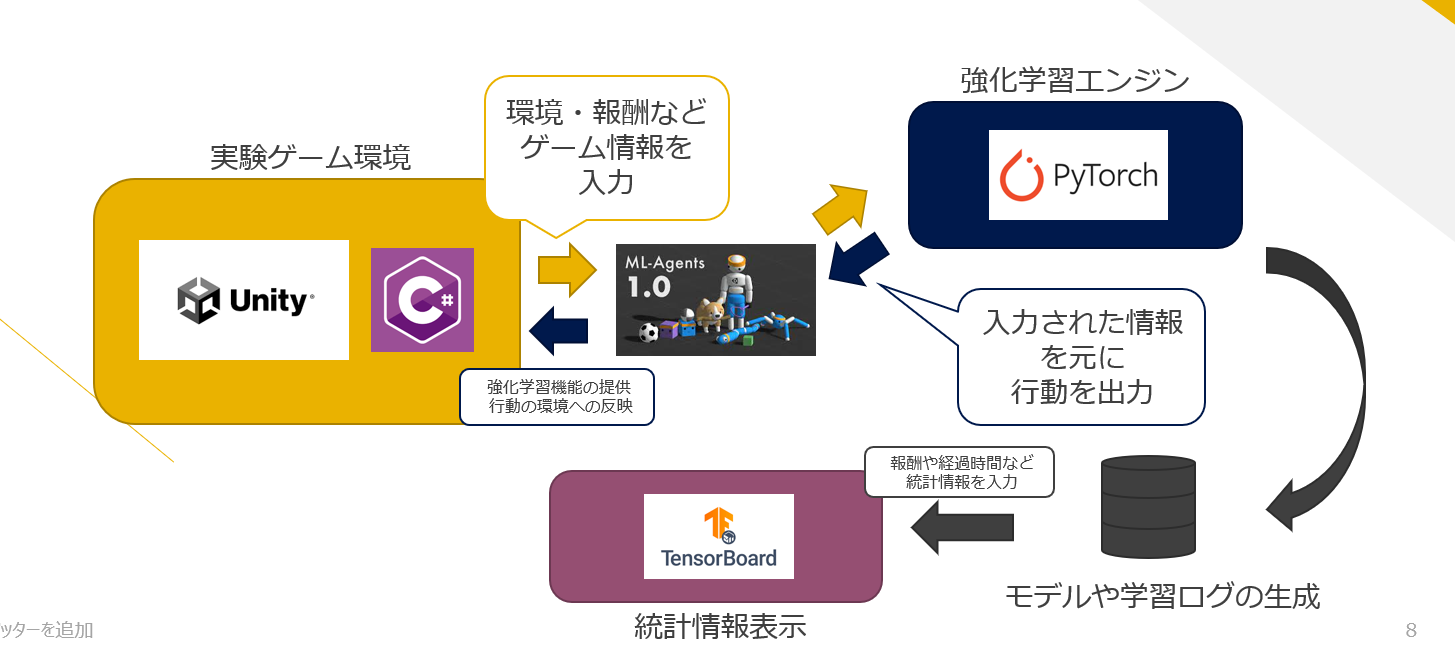 強化学習エンジン
環境・報酬など
ゲーム情報を
入力
実験ゲーム環境
PyTorch
Unity
C#
ML-Agents
1.0
入力された情報
を元に
行動を出力
強化学習機能の提供
行動の環境への反映
報酬や経過時間など
統計情報を入力
TensorBoard
モデルや学習ログの生成
統計情報表示
ッターを追加
8